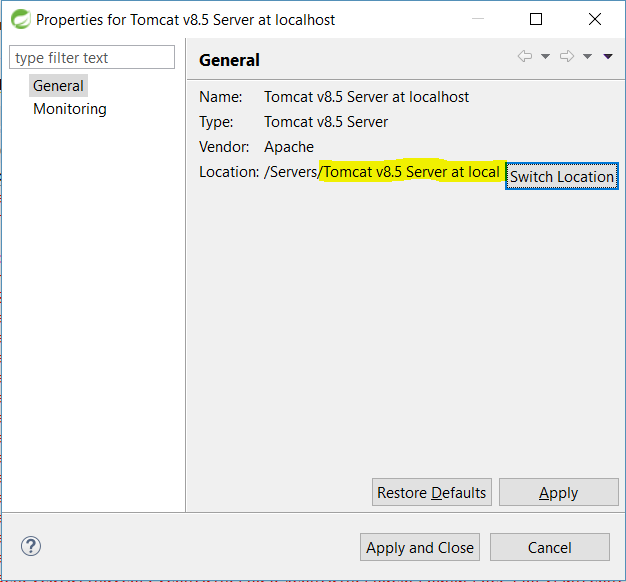 Properties for Tomcat v8.5 Server at localhost
type filter text
General
Monitoring
General
Name: Tomcat v8.5 Server at localhost
Type: Tomcat v8.5 Server
Vendor: Apache
Location: /Servers/Tomcat v8.5 Server at local Switch Location
Restore Defaults Apply
Apply and Close Cancel